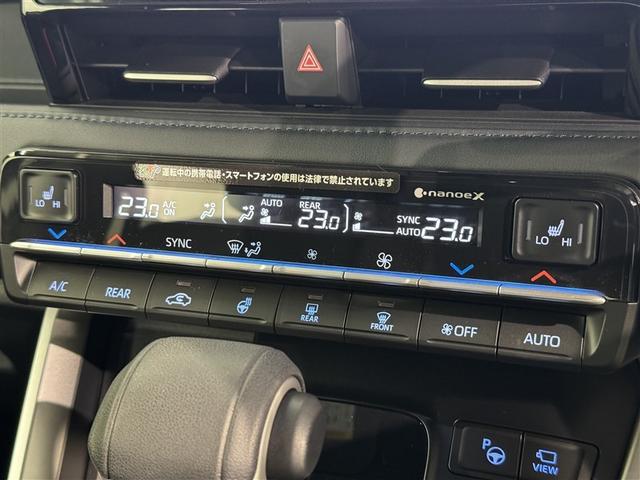 運転中の携帯電話・スマートフォンの使用は法律で禁止されています
nanoeX
LO HI
23.0 A/C ON
AUTO REAR 23.0
SYNC AUTO 23.0
LO HI
SYNC
A/C
REAR
REAR
FRONT
OFF
AUTO
P
VIEW